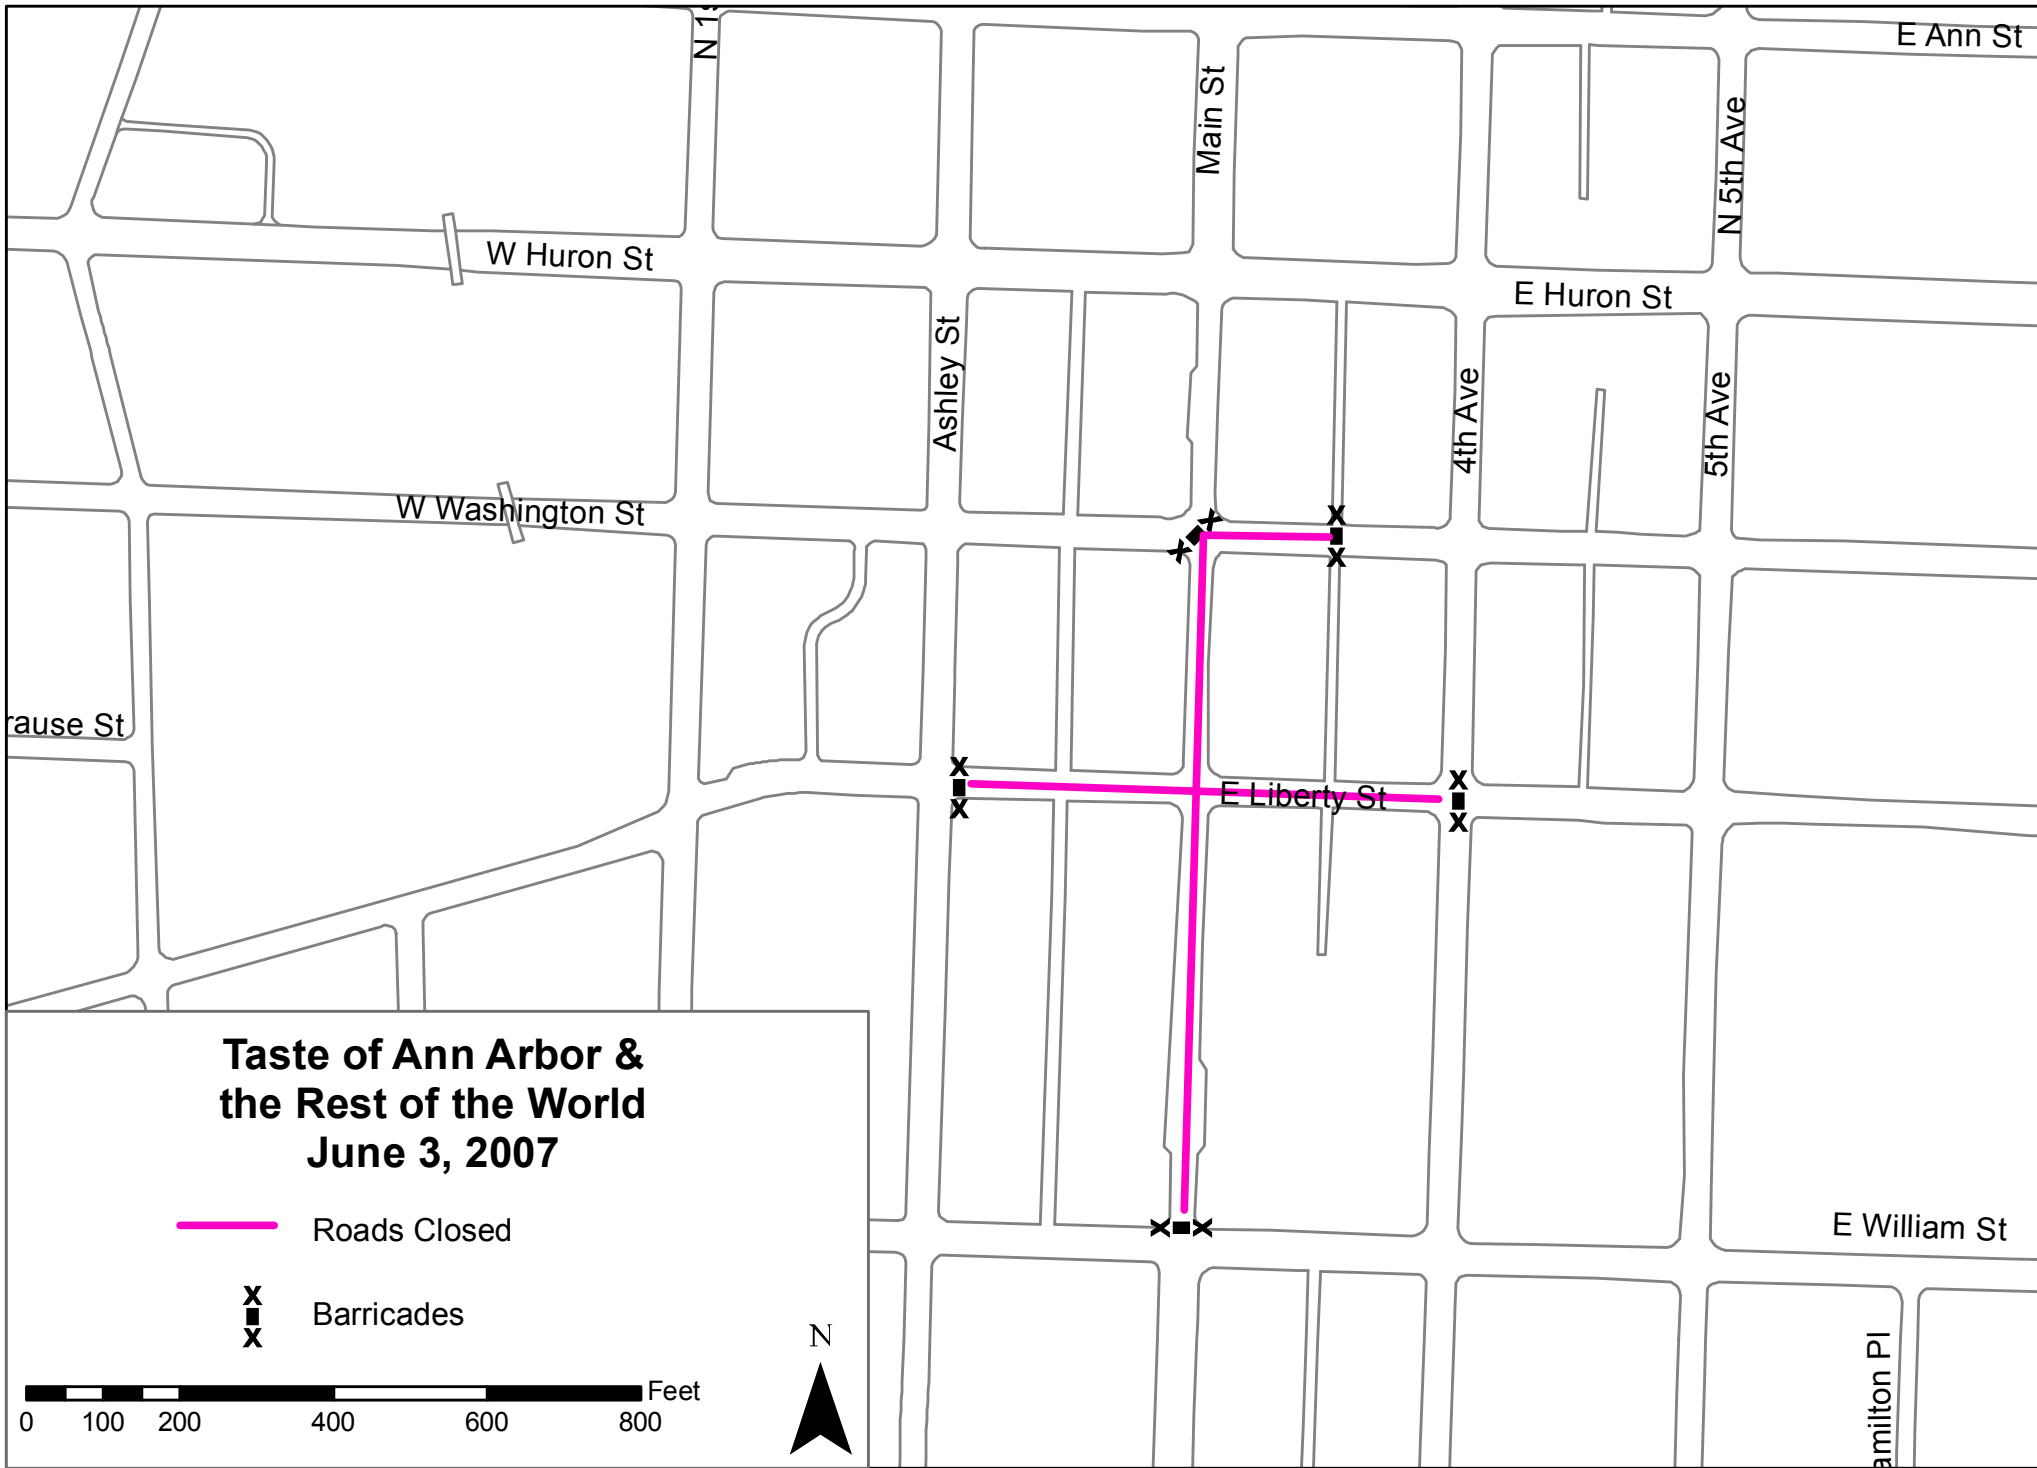 E Ann St
Main St
N 5th Ave
W Huron St
E Huron St
Ashley St
4th Ave
5th Ave
W Washington St
rause St
E Liberty St
E William St
amilton Pl
Taste of Ann Arbor &
the Rest of the World
June 3, 2007
Roads Closed
X
X
Barricades
N
Feet
0 100 200 400 600 800